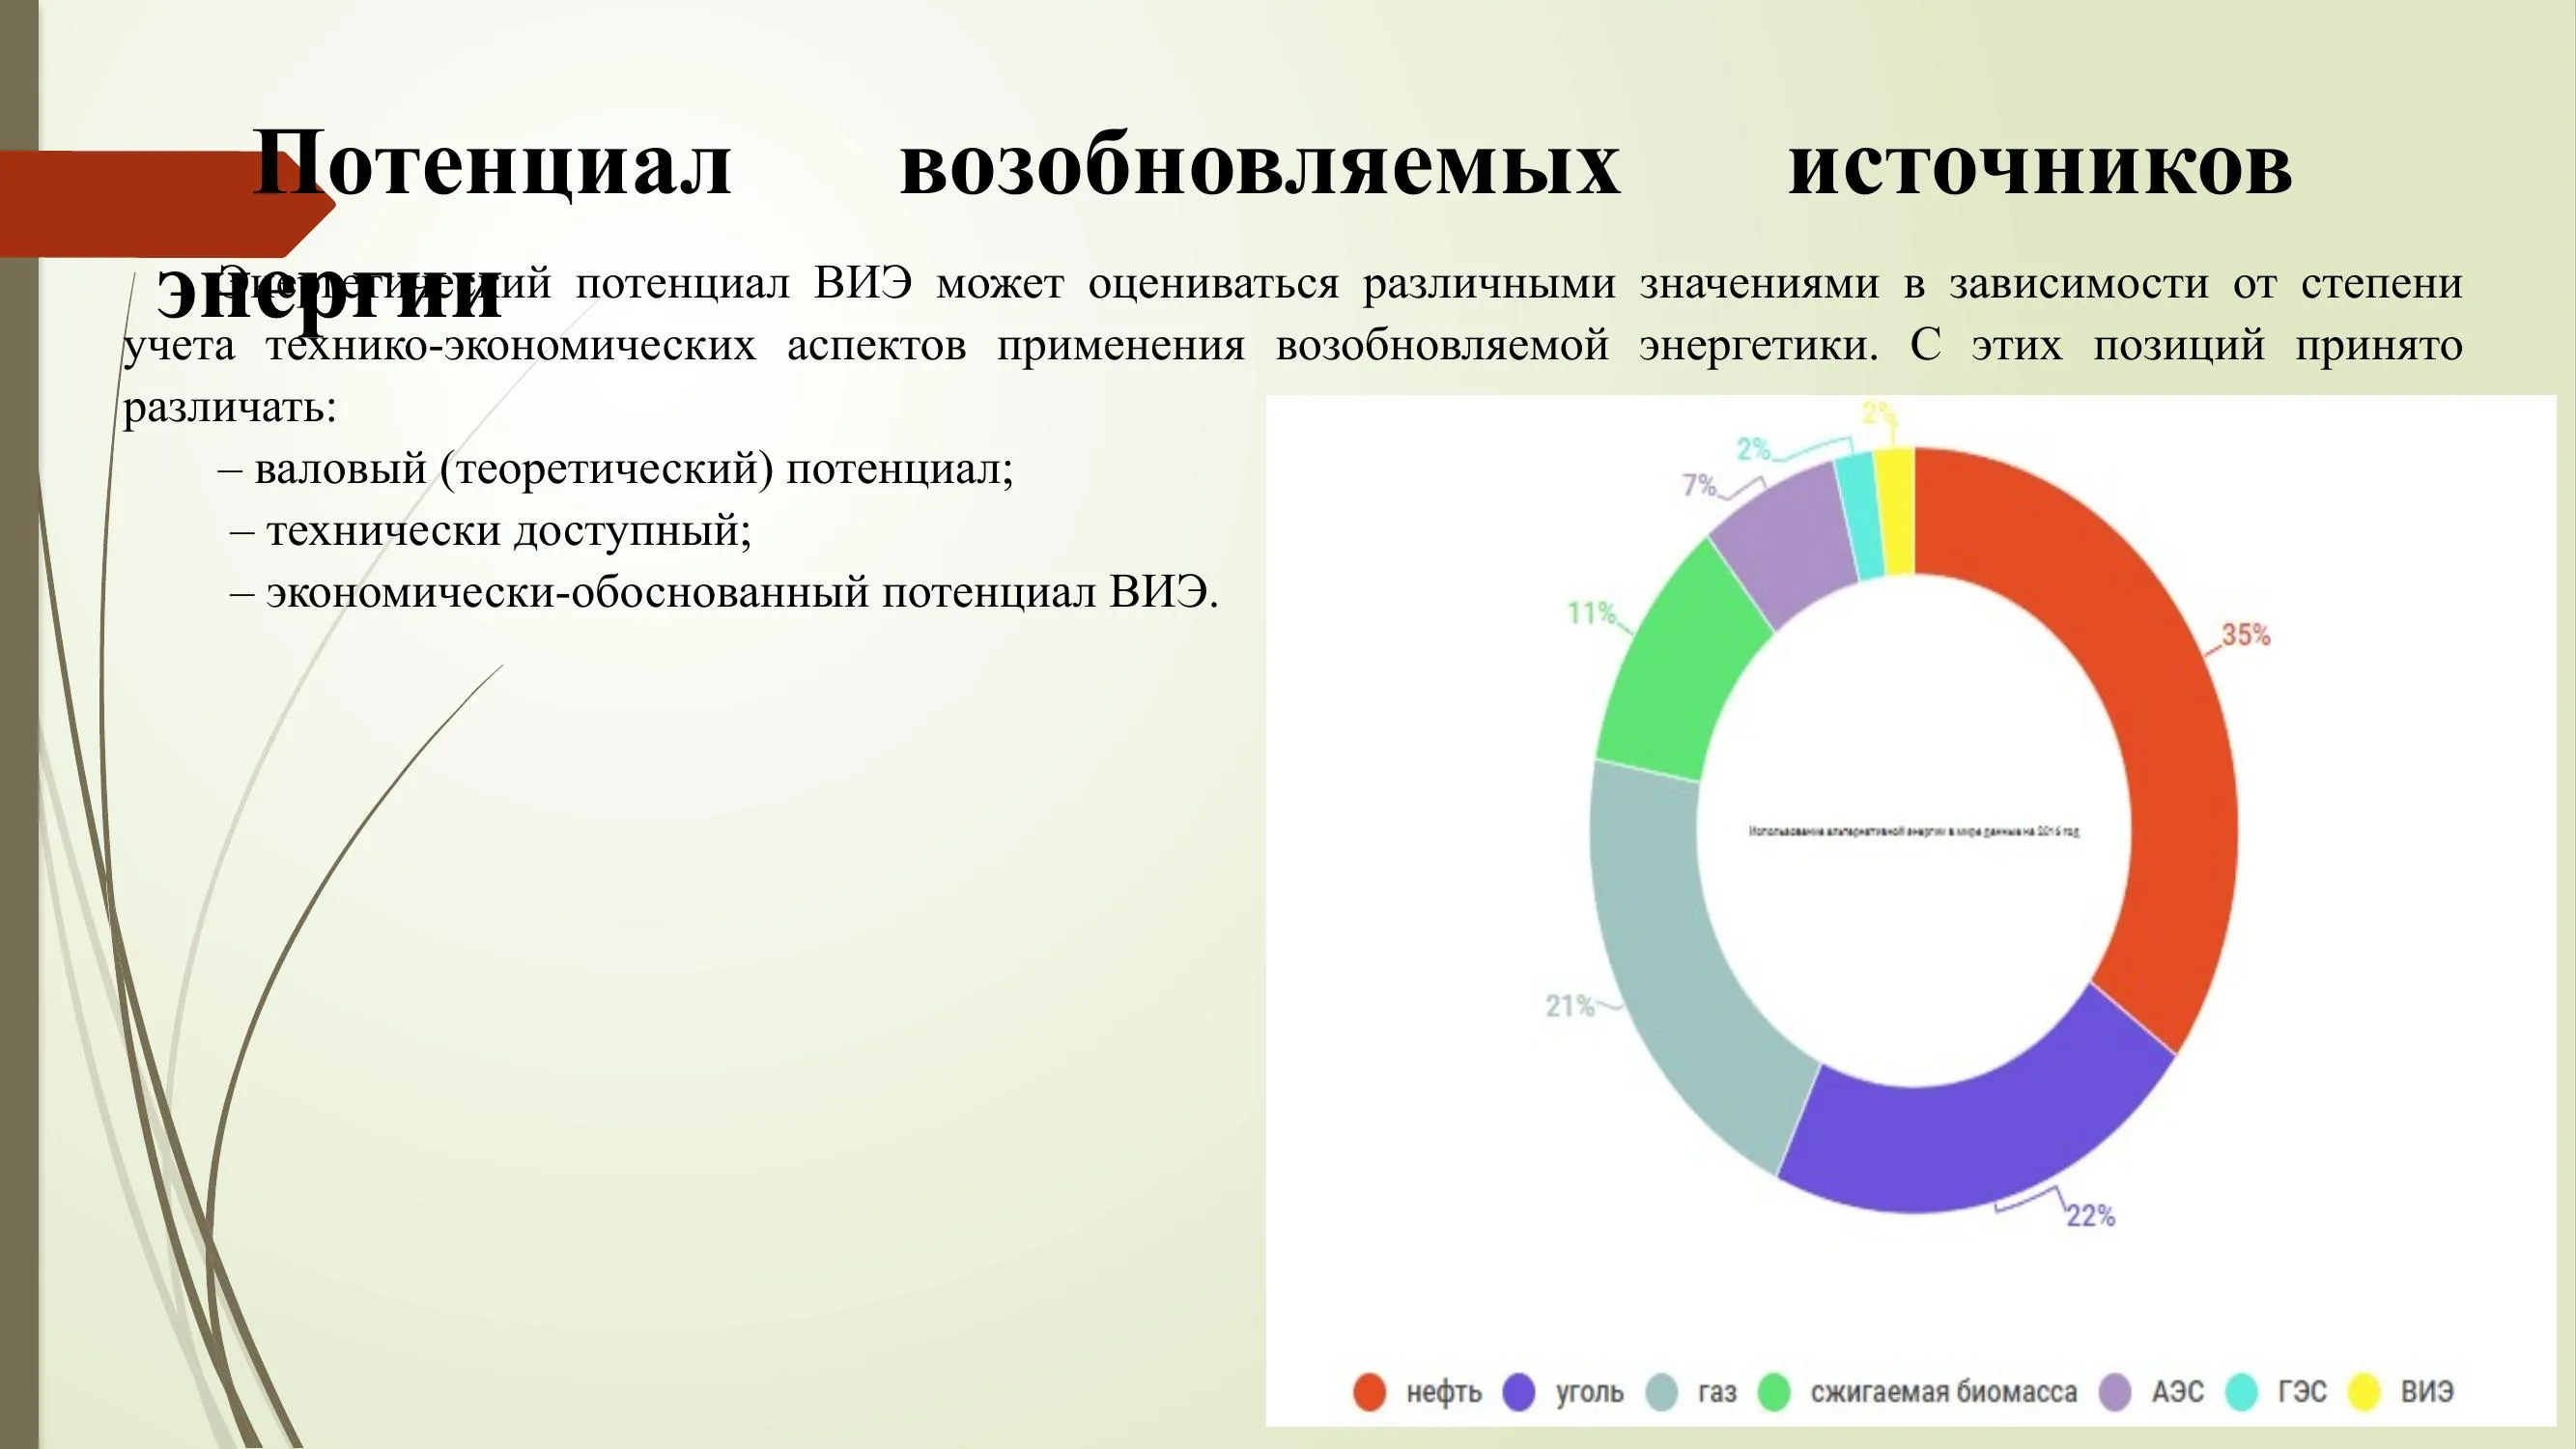 Потенциал возобновляемых источников
энергии
Энергетический потенциал ВИЭ может оцениваться различными значениями в зависимости от степени
учета технико-экономических аспектов применения возобновляемой энергетики. С этих позиций принято
различать:
– валовый (теоретический) потенциал;
– технически доступный;
– экономически-обоснованный потенциал ВИЭ.
2%
2%
7%
11%
35%
Использование альтернативной энергии в мире данные на 2016 год
21%
22%
нефть уголь газ сжигаемая биомасса АЭС ГЭС ВИЭ